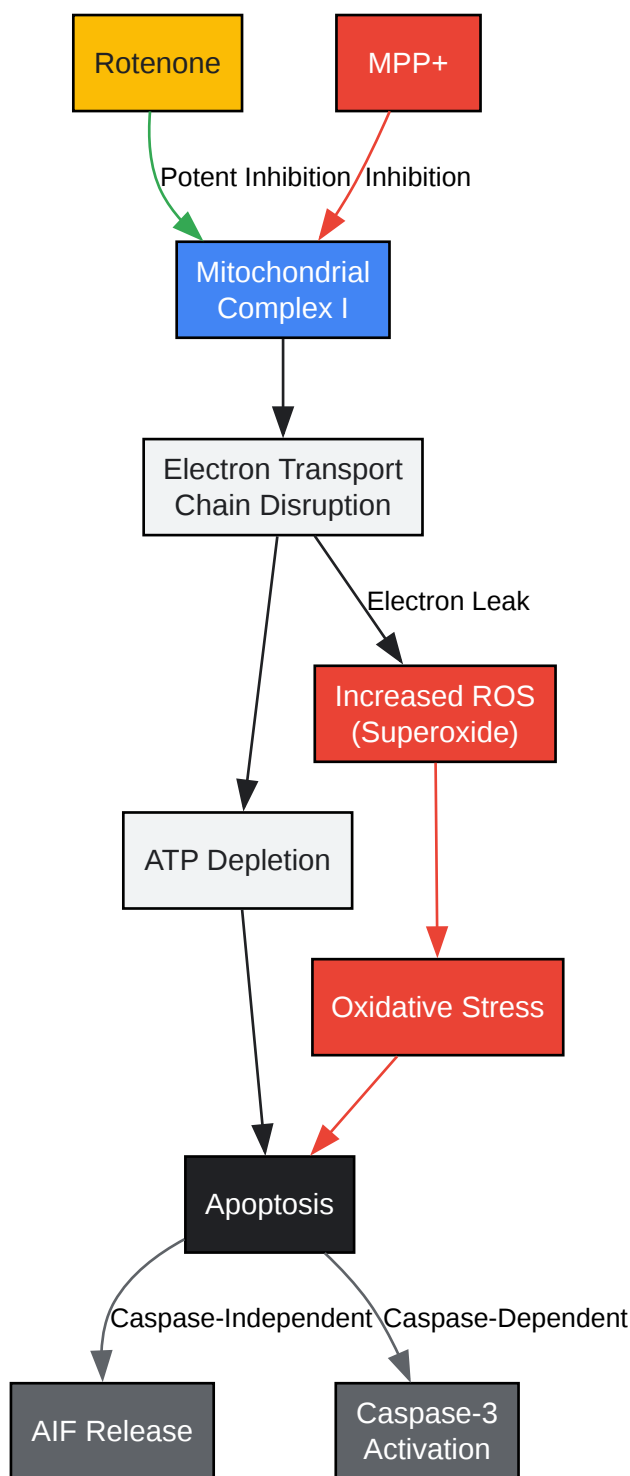 Rotenone
MPP+
Potent Inhibition
Inhibition
Mitochondrial
Complex I
Electron Transport
Chain Disruption
Electron Leak
Increased ROS
(Superoxide)
ATP Depletion
Oxidative Stress
Apoptosis
Caspase-Independent
Caspase-Dependent
AIF Release
Caspase-3
Activation